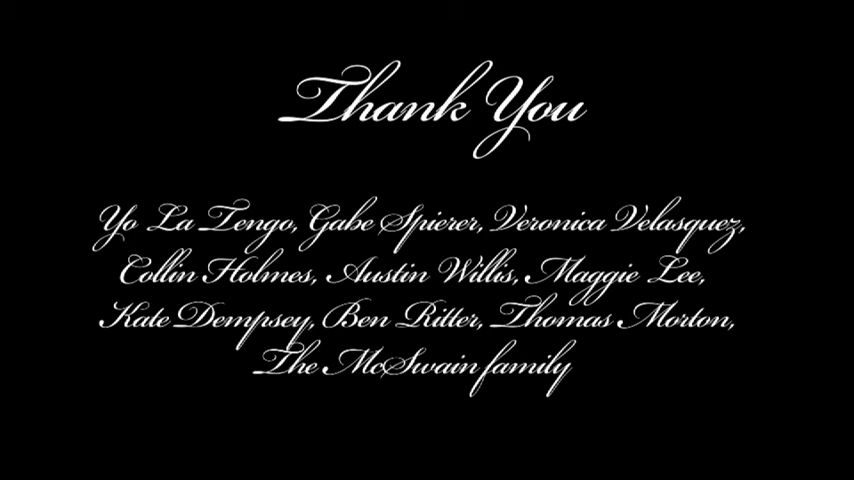 Thank You
Yo La Tengo, Gabe Spierer, Veronica Velasquez,
Collin Holmes, Austin Willis, Maggie Lee,
Kate Dempsey, Ben Ritter, Thomas Morton,
The McSwain family